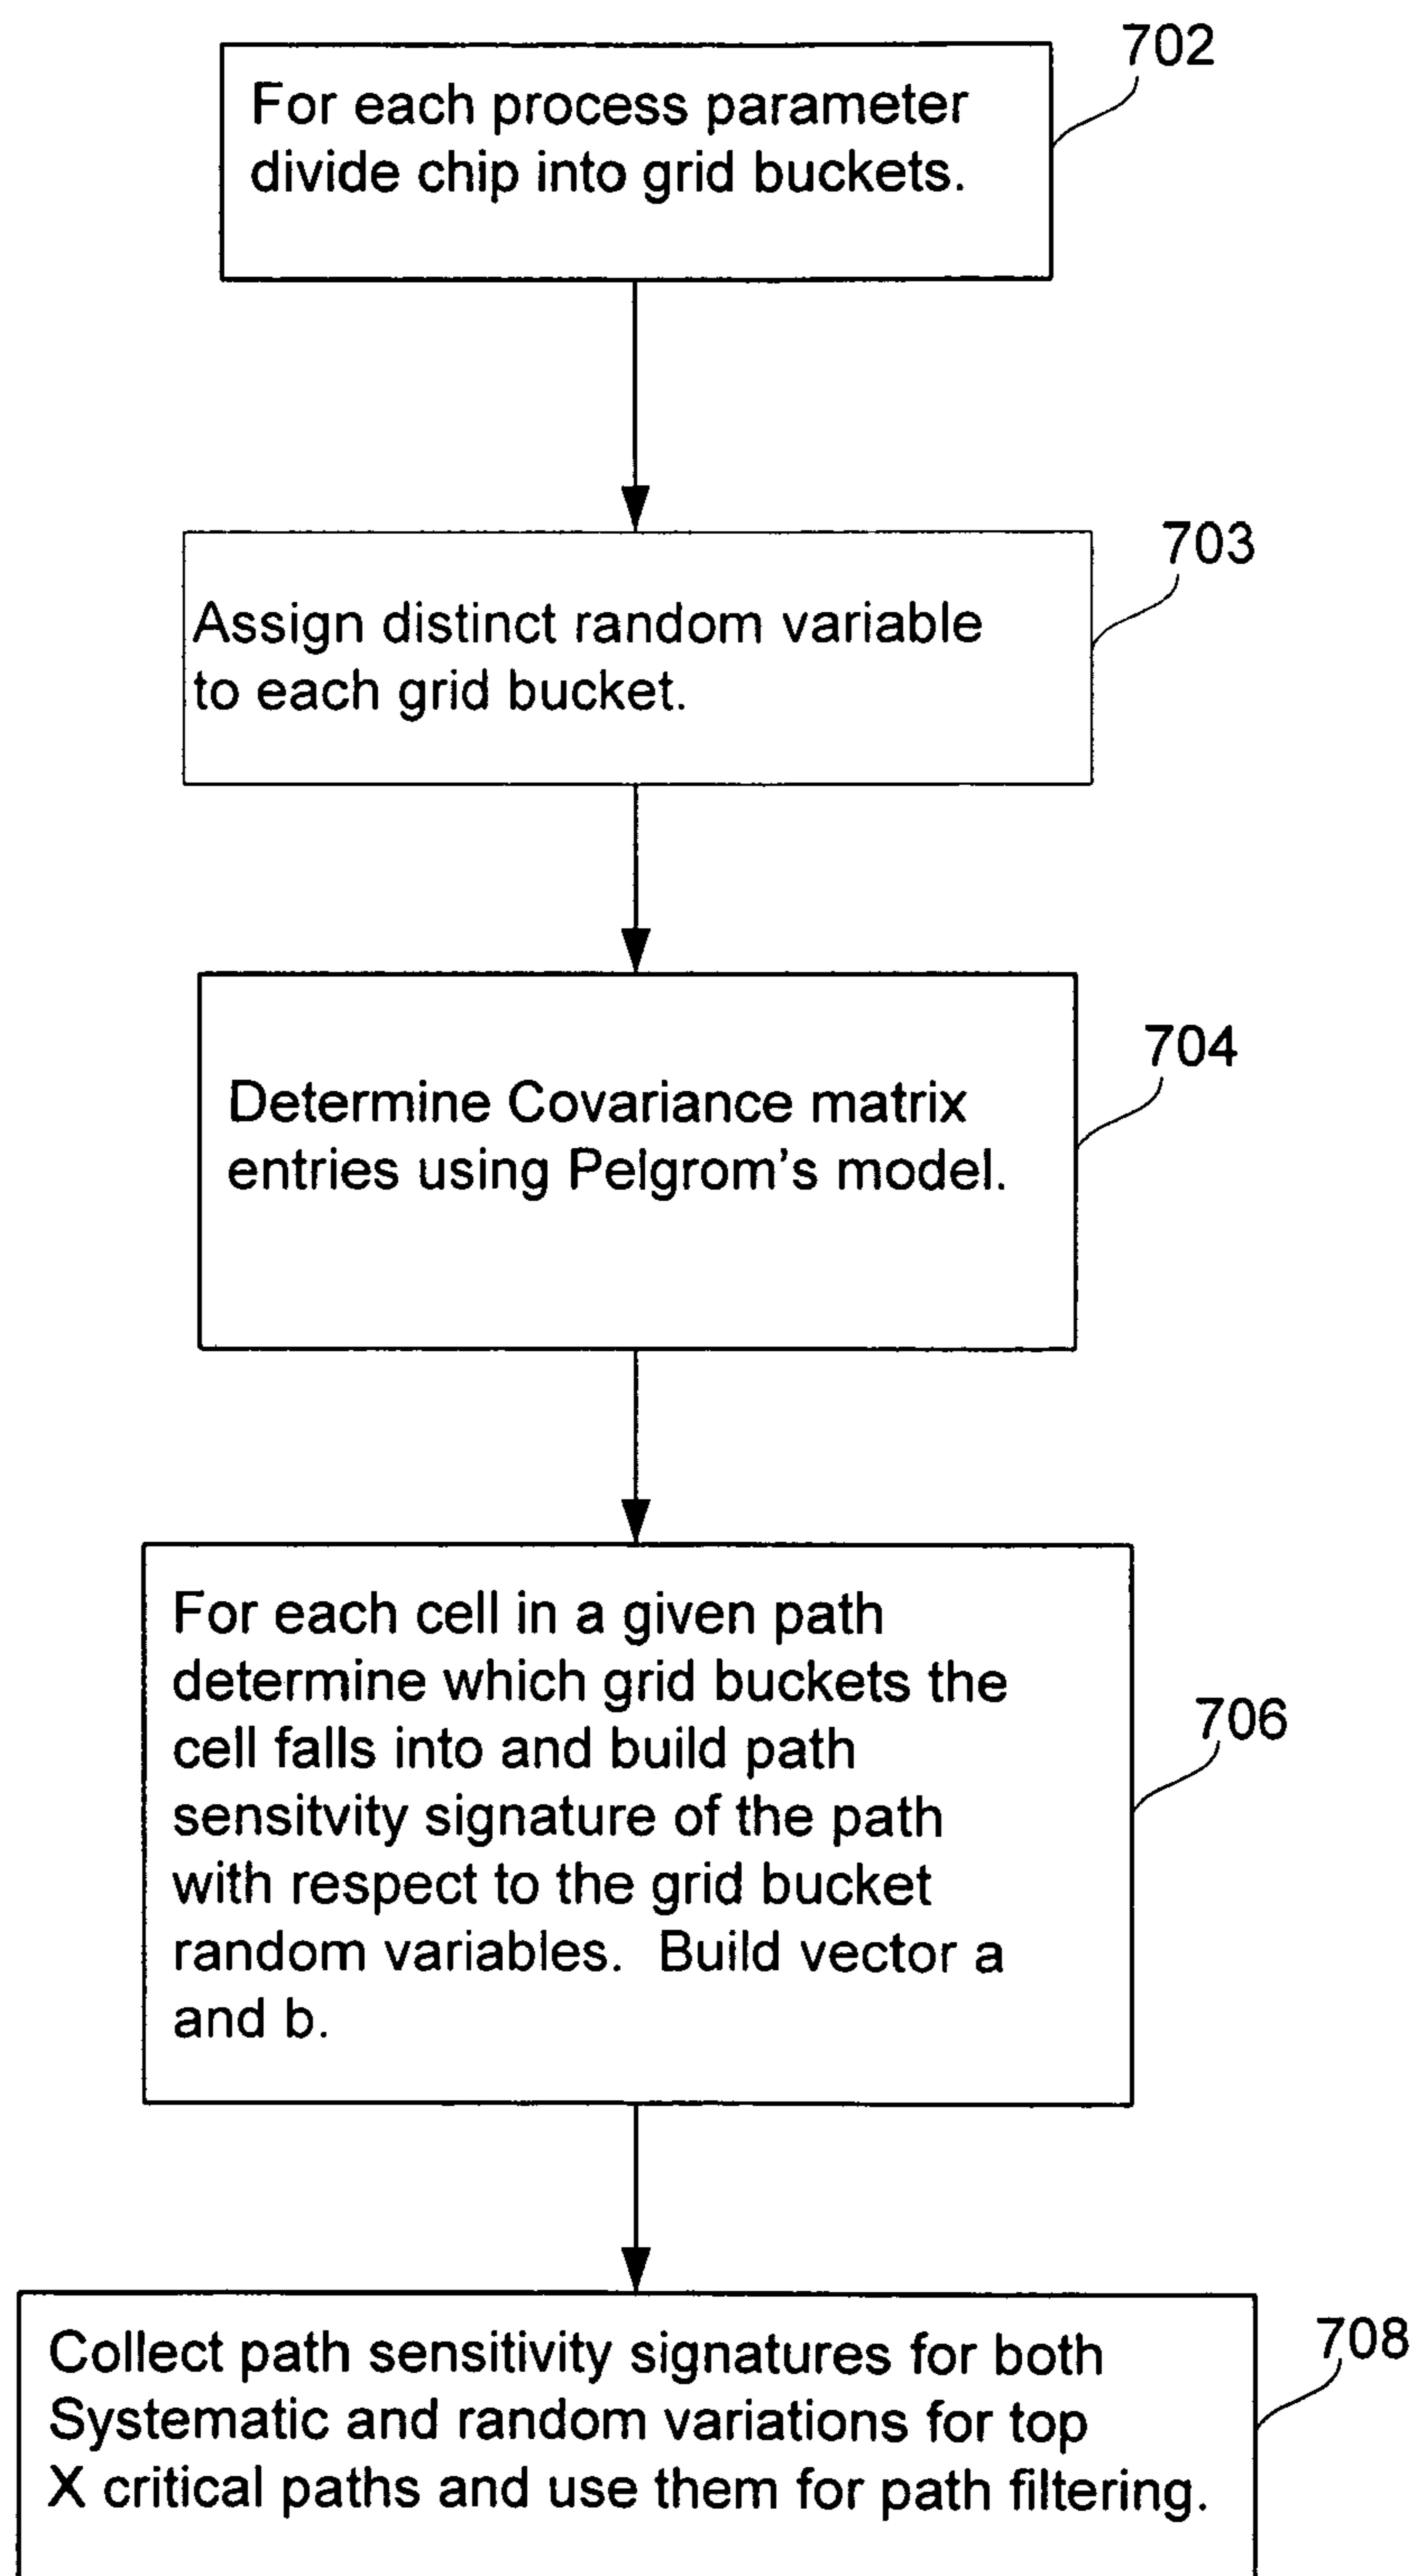 702
For each process parameter
divide chip into grid buckets.
703
Assign distinct random variable
to each grid bucket.
704
Determine Covariance matrix
entries using Pelgrom's model.
706
For each cell in a given path
determine which grid buckets the
cell falls into and build path
sensitvity signature of the path
with respect to the grid bucket
random variables.  Build vector a
and b.
708
Collect path sensitivity signatures for both
Systematic and random variations for top
X critical paths and use them for path filtering.